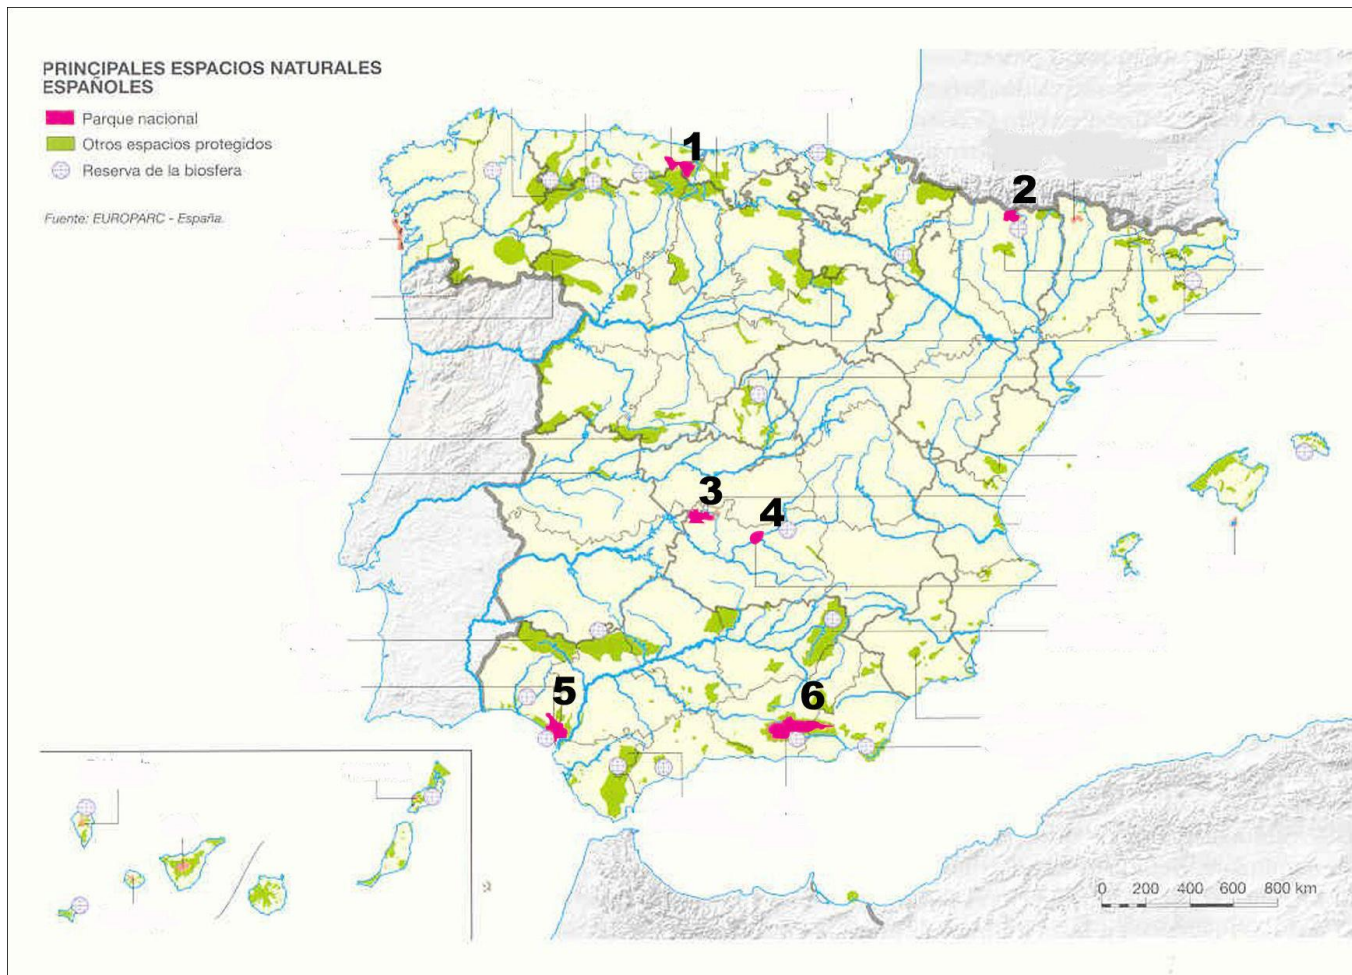 PRINCIPALES ESPACIOS NATURALES
ESPAÑOLES
Parque nacional
Otros espacios protegidos
Reserva de la biosfera
Fuente: EUROPARC - España.
1
2
3
4
5
6
0 200 400 600 800 km